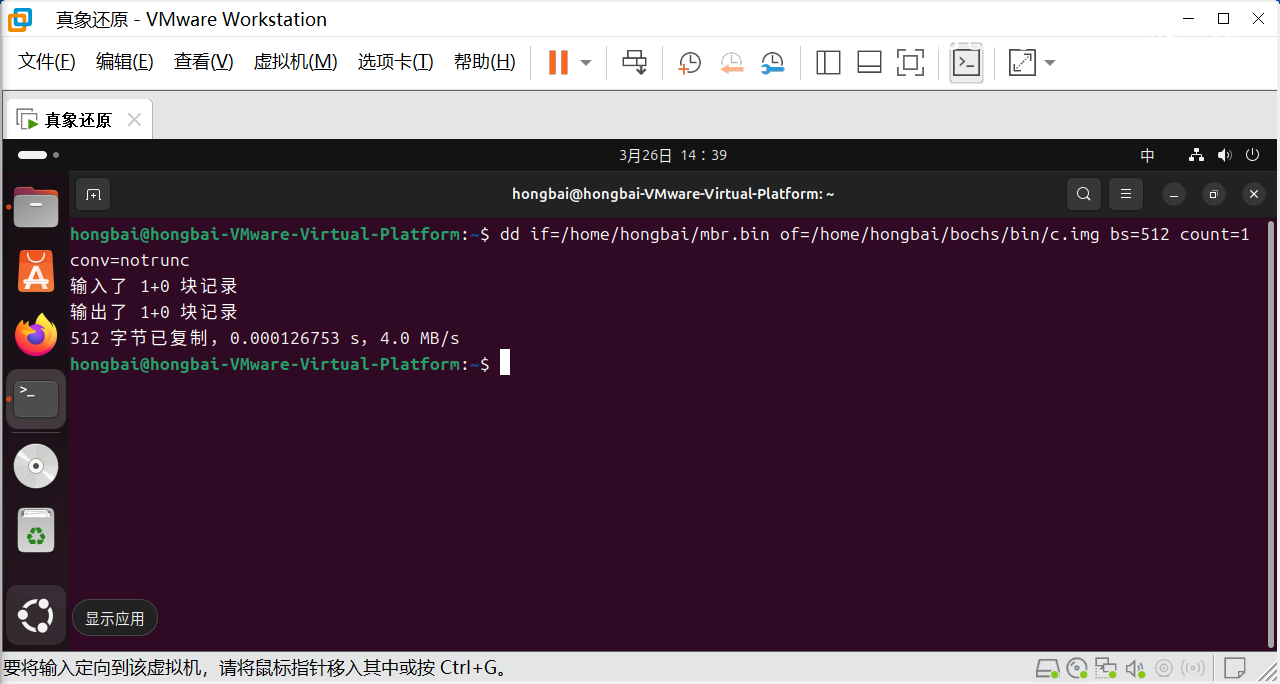 真象还原 - VMware Workstation
文件(F) 编辑(E) 查看(V) 虚拟机(M) 选项卡(T) 帮助(H)
真象还原
3月26日 14：39
中
hongbai@hongbai-VMware-Virtual-Platform: ~
hongbai@hongbai-VMware-Virtual-Platform:~$ dd if=/home/hongbai/mbr.bin of=/home/hongbai/bochs/bin/c.img bs=512 count=1
conv=notrunc
输入了 1+0 块记录
输出了 1+0 块记录
512 字节已复制，0.000126753 s，4.0 MB/s
hongbai@hongbai-VMware-Virtual-Platform:~$
显示应用
要将输入定向到该虚拟机，请将鼠标指针移入其中或按 Ctrl+G。